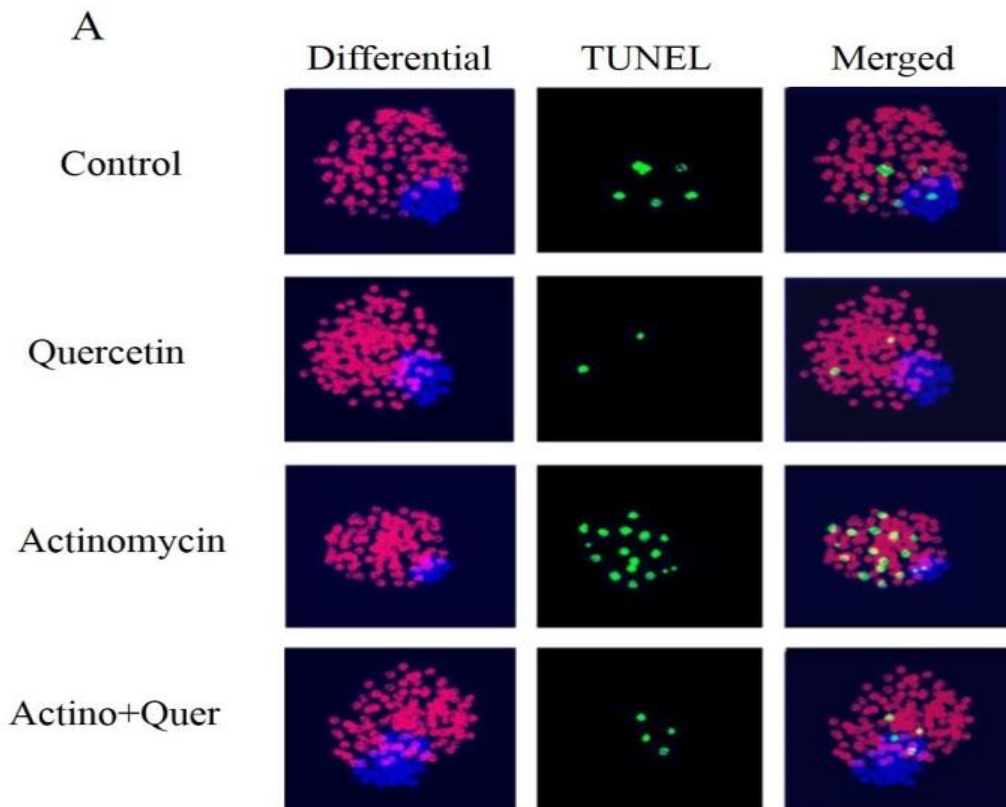 A
Differential TUNEL Merged
Control
Quercetin
Actinomycin
Actino+Quer